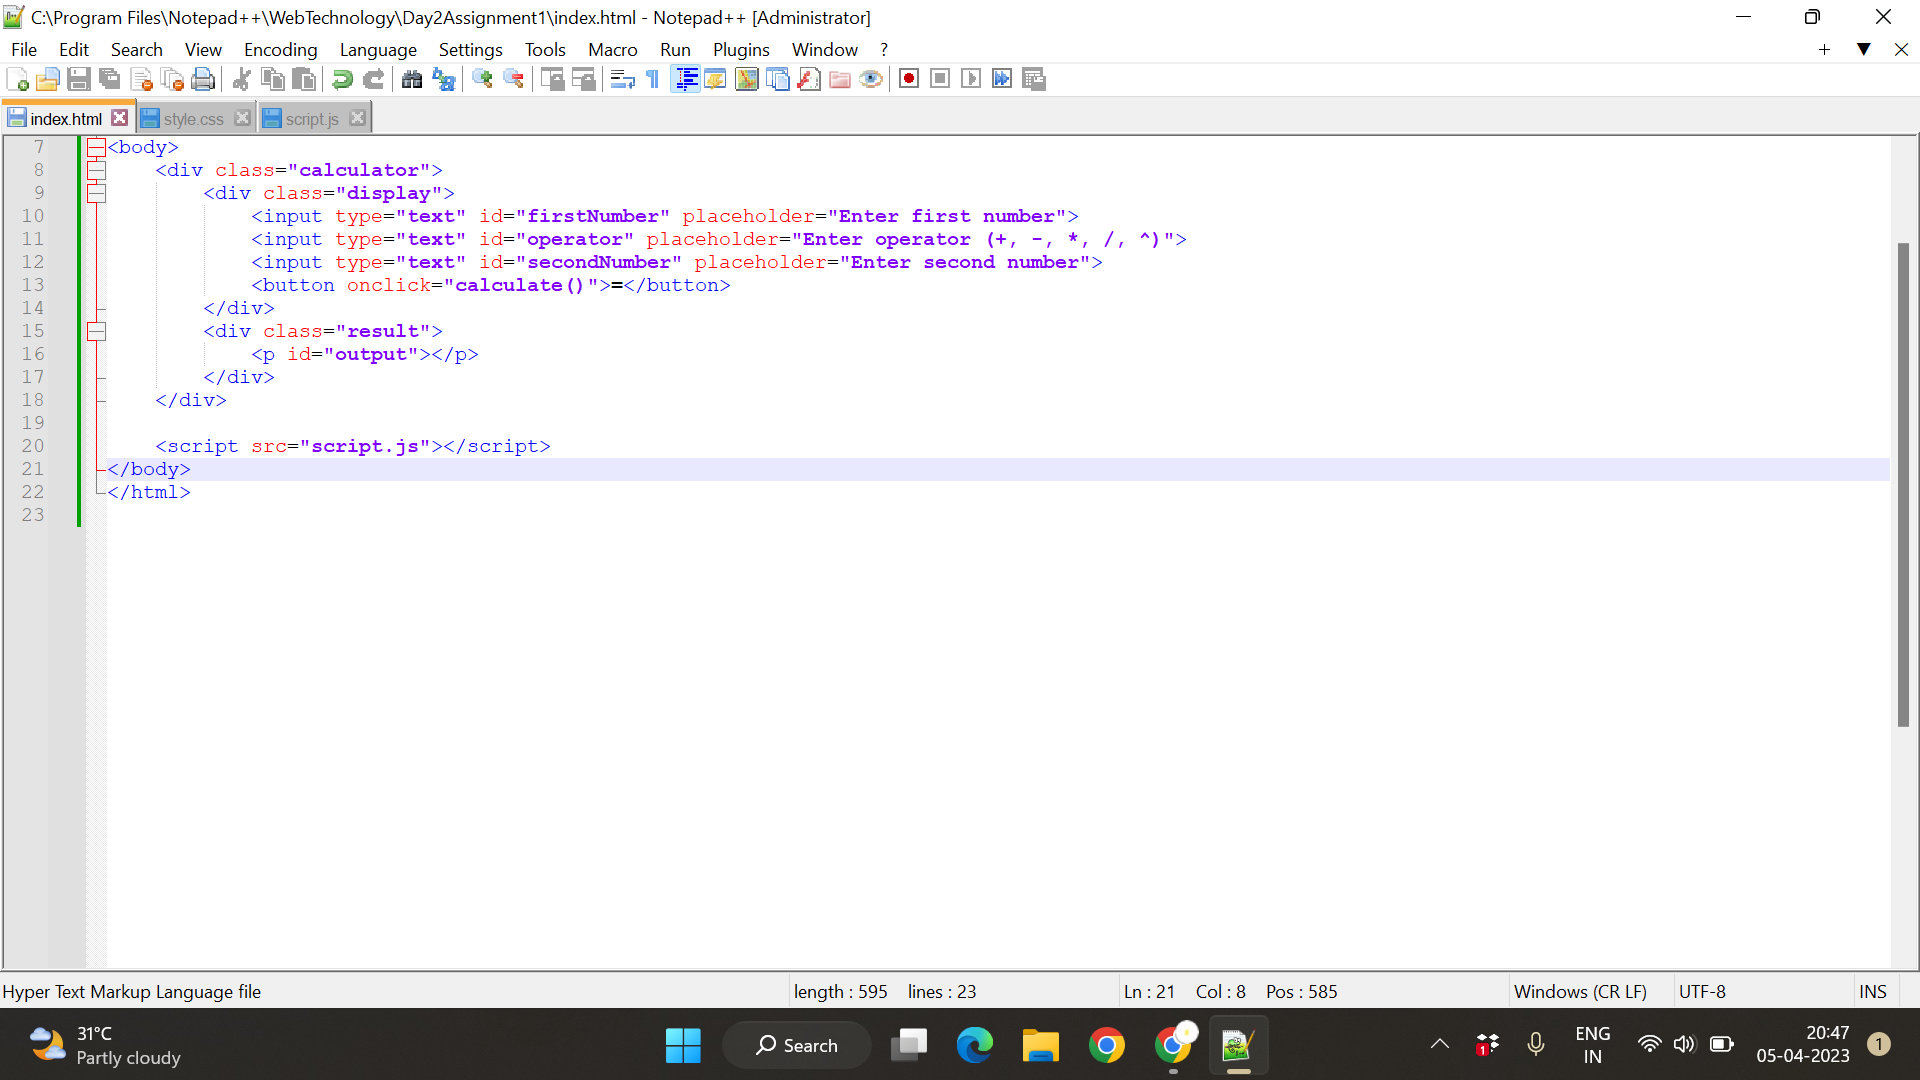 C:\Program Files\Notepad++\WebTechnology\Day2Assignment1\index.html - Notepad++ [Administrator]
File Edit Search View Encoding Language Settings Tools Macro Run Plugins Window ?
index.html style.css script.js
7 <body>
8 <div class="calculator">
9 <div class="display">
10 <input type="text" id="firstNumber" placeholder="Enter first number">
11 <input type="text" id="operator" placeholder="Enter operator (+, -, *, /, ^)">
12 <input type="text" id="secondNumber" placeholder="Enter second number">
13 <button onclick="calculate()">=</button>
14 </div>
15 <div class="result">
16 <p id="output"></p>
17 </div>
18 </div>
19
20 <script src="script.js"></script>
21 </body>
22 </html>
23
Hyper Text Markup Language file length : 595 lines : 23 Ln : 21 Col : 8 Pos : 585 Windows (CR LF) UTF-8 INS
31°C
Partly cloudy
Search
1
ENG
IN
20:47
05-04-2023
1